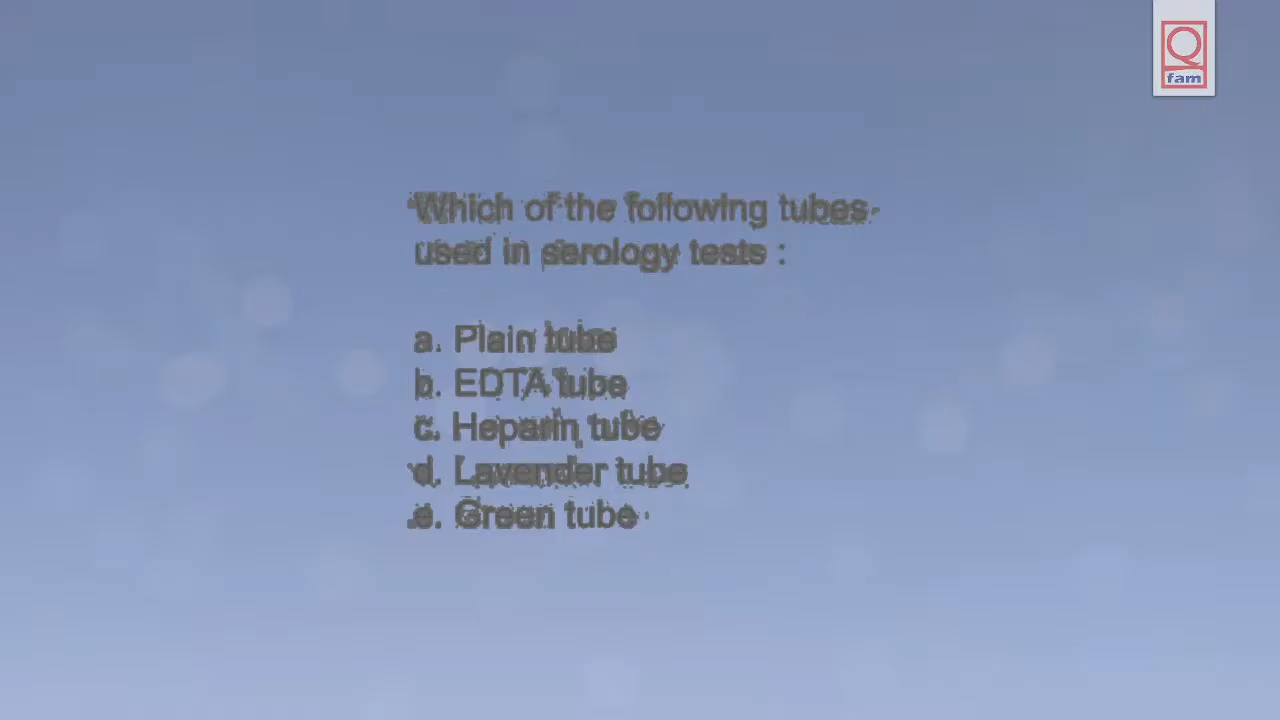 Q
fam
Which of the following tubes
used in serology tests :
a. Plain tube
b. EDTA tube
c. Heparin tube
d. Lavender tube
e. Green tube